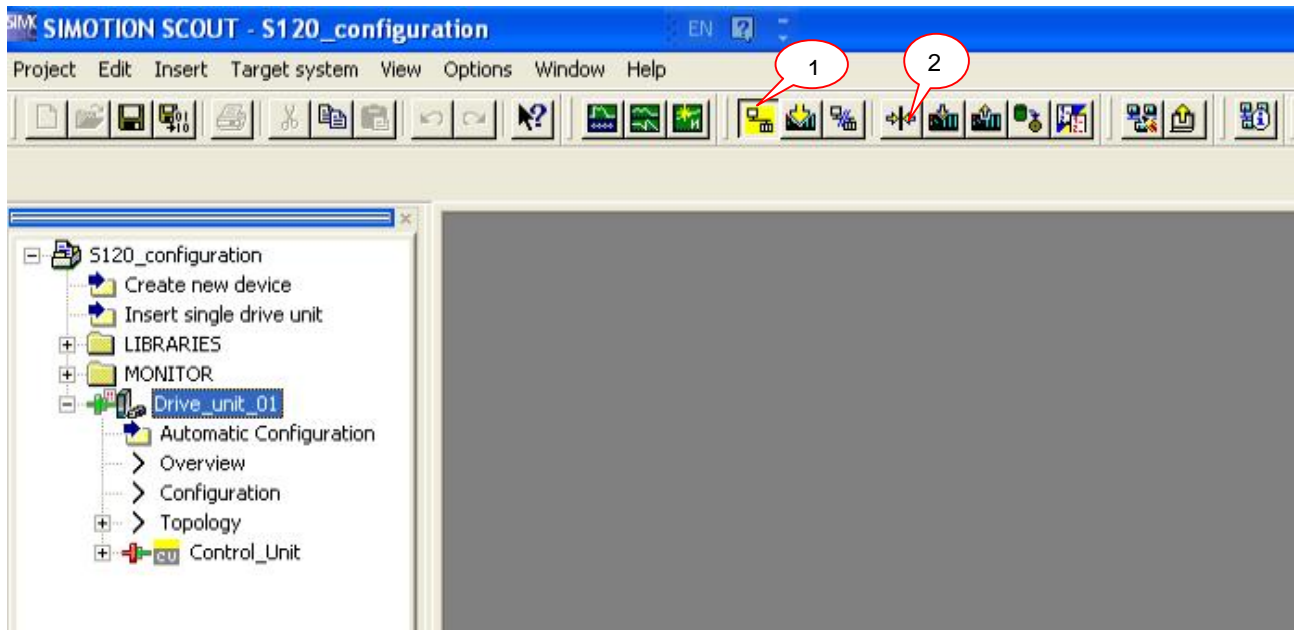 SIMOTION SCOUT - S120_configuration EN
Project Edit Insert Target system View Options Window Help
1 2
S120_configuration
Create new device
Insert single drive unit
LIBRARIES
MONITOR
Drive_unit_01
Automatic Configuration
Overview
Configuration
Topology
CU Control_Unit